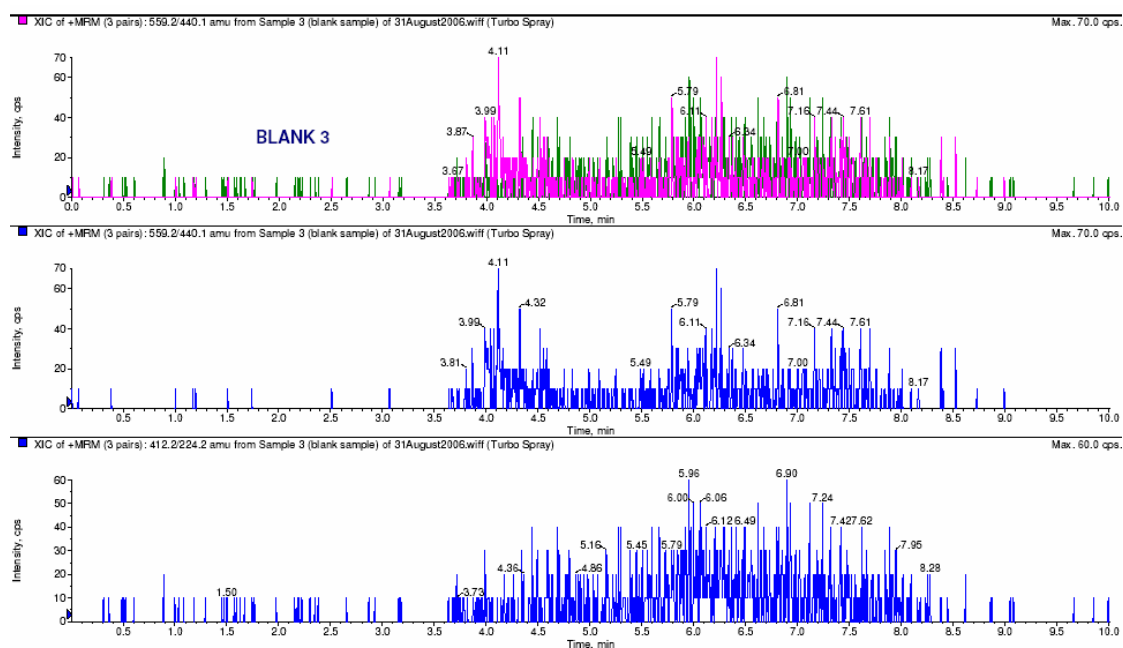 XIC of +MRM (3 pairs): 559.2/440.1 amu from Sample 3 (blank sample) of 31August2006.wiff (Turbo Spray) Max. 70.0 cps.
4.11
70
60
5.79 6.81
3.99 6.11 7.16 7.44 7.61
40
3.87 BLANK 3 6.34
5.49 7.00
20
3.67 8.17
0
Intensity, cps
0.0 0.5 1.0 1.5 2.0 2.5 3.0 3.5 4.0 4.5 5.0 5.5 6.0 6.5 7.0 7.5 8.0 8.5 9.0 9.5 10.0
Time, min
XIC of +MRM (3 pairs): 559.2/440.1 amu from Sample 3 (blank sample) of 31August2006.wiff (Turbo Spray) Max. 70.0 cps.
4.11
70
60
4.32 5.79 6.81
3.99 6.11 7.16 7.44 7.61
40
6.34
3.81 5.49 7.00
20
8.17
0
Intensity, cps
0.5 1.0 1.5 2.0 2.5 3.0 3.5 4.0 4.5 5.0 5.5 6.0 6.5 7.0 7.5 8.0 8.5 9.0 9.5 10.0
Time, min
XIC of +MRM (3 pairs): 412.2/224.2 amu from Sample 3 (blank sample) of 31August2006.wiff (Turbo Spray) Max. 60.0 cps.
5.96 6.90
60
6.00 6.06 7.24
50
6.12 6.49 7.42 7.62
40
5.16 5.45 5.79 7.95
30
4.36 4.86 8.28
20
1.50 3.73
10
0
Intensity, cps
0.5 1.0 1.5 2.0 2.5 3.0 3.5 4.0 4.5 5.0 5.5 6.0 6.5 7.0 7.5 8.0 8.5 9.0 9.5 10.0
Time, min